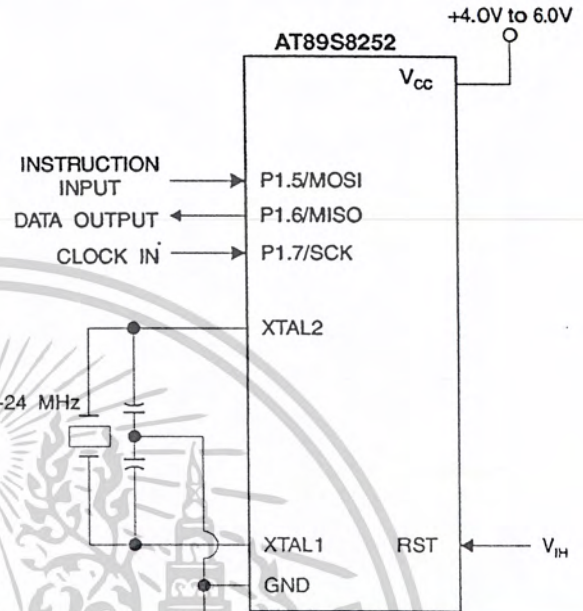 +4.0V to 6.0V
AT89S8252
VCC
INSTRUCTION
INPUT
P1.5/MOSI
DATA OUTPUT
P1.6/MISO
CLOCK IN
P1.7/SCK
XTAL2
-24 MHz
XTAL1
RST
VIH
GND